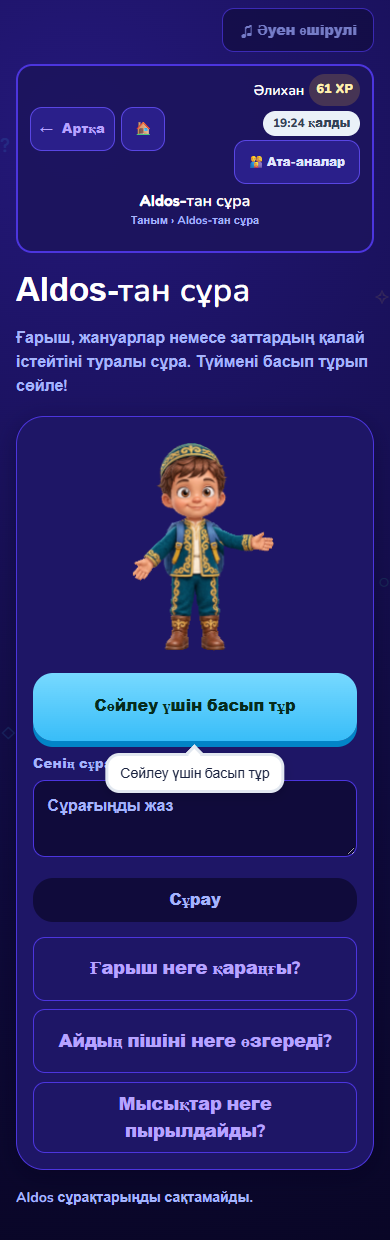 ♫ Әуен өшірулі
Әлихан 61 XP
← Артқа
19:24 қалды
Ата-аналар
Aldos-тан сұра
Таным › Aldos-тан сұра
Aldos-тан сұра
Ғарыш, жануарлар немесе заттардың қалай
істейтіні туралы сұра. Түймені басып тұрып
сөйле!
Сөйлеу үшін басып тұр
Сенің
Сөйлеу үшін басып тұр
Сұрағыңды жаз
Сұрау
Ғарыш неге қараңғы?
Айдың пішіні неге өзгереді?
Мысықтар неге
пырылдайды?
Aldos сұрақтарыңды сақтамайды.